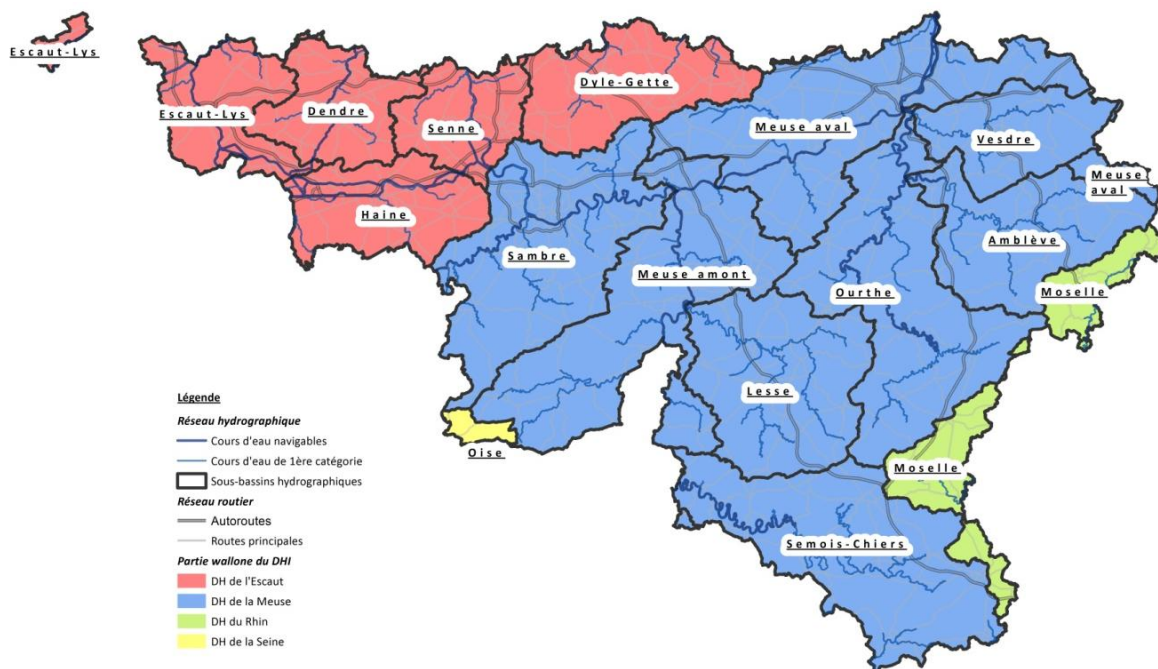 Escaut-Lys
Escaut-Lys
Dendre
Senne
Dyle-Gette
Meuse aval
Vesdre
Meuse
aval
Haine
Sambre
Meuse amont
Ourthe
Amblève
Moselle
Lesse
Oise
Moselle
Semois-Chiers
Légende
Réseau hydrographique
Cours d'eau navigables
Cours d'eau de 1ère catégorie
Sous-bassins hydrographiques
Réseau routier
Autoroutes
Routes principales
Partie wallone du DHI
DH de l'Escaut
DH de la Meuse
DH du Rhin
DH de la Seine